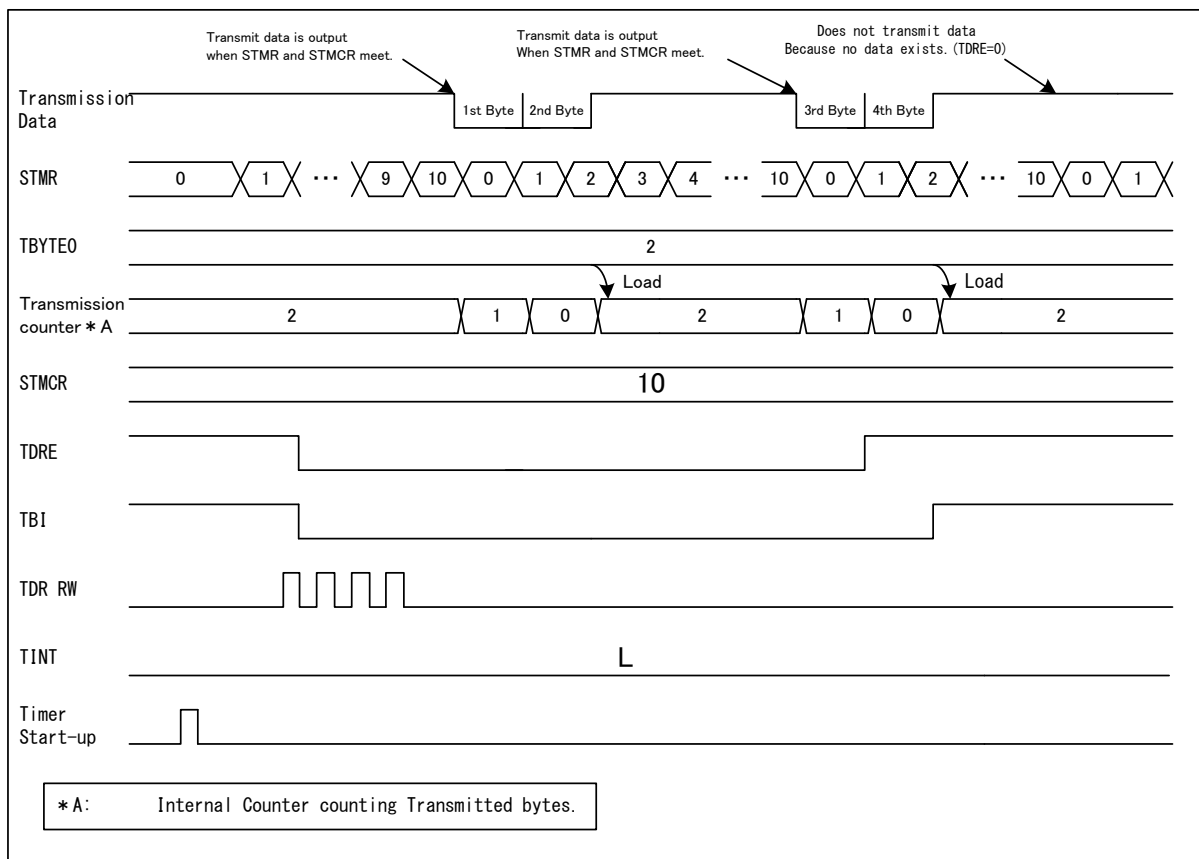 Transmit data is output
when STMR and STMCR meet.
Transmit data is output
When STMR and STMCR meet.
Does not transmit data
Because no data exists.(TDRE=0)
Transmission
Data
1st Byte 2nd Byte 3rd Byte 4th Byte
STMR 0 1 ··· 9 10 0 1 2 3 4 ··· 10 0 1 2 ··· 10 0 1
TBYTE0 2
Load Load
Transmission
counter * A
2 1 0 2 1 0 2
STMCR 10
TDRE
TBI
TDR RW
TINT L
Timer
Start-up
* A: Internal Counter counting Transmitted bytes.